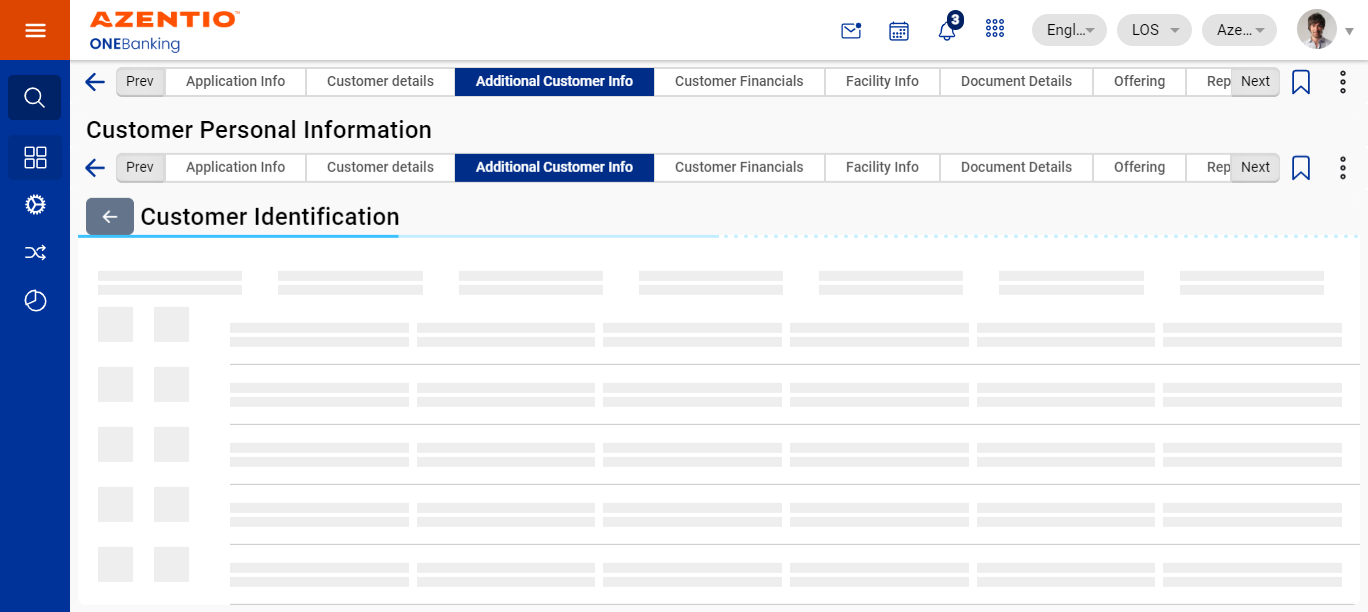 AZENTIO™
ONEBanking
3
Engl...
LOS
Aze...
Prev Application Info Customer details Additional Customer Info Customer Financials Facility Info Document Details Offering Rep Next
Customer Personal Information
Prev Application Info Customer details Additional Customer Info Customer Financials Facility Info Document Details Offering Rep Next
Customer Identification